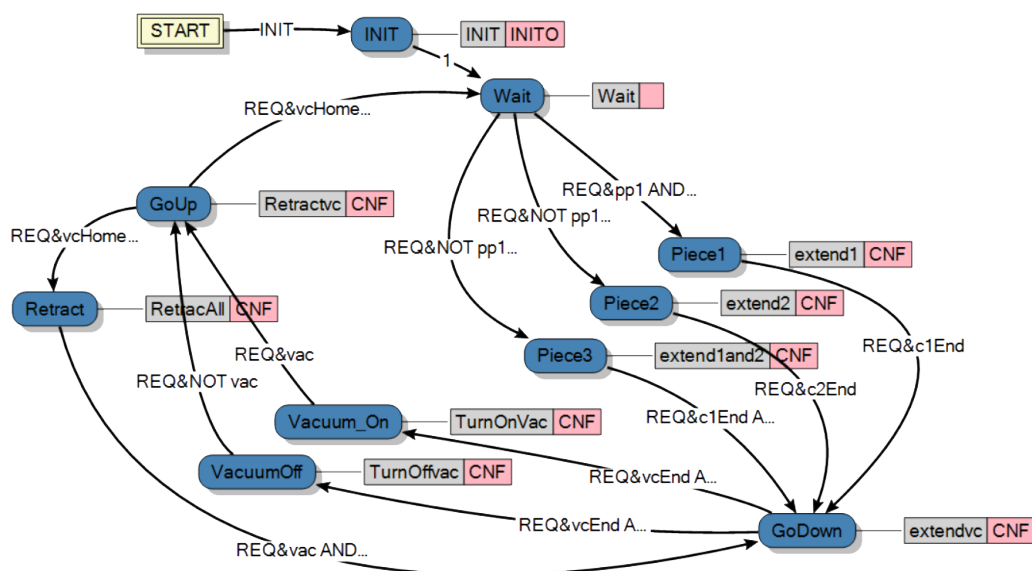 START
INIT
INIT
INIT
INITO
1
Wait
Wait
REQ&vcHome...
REQ&pp1 AND...
GoUp
Retractvc
CNF
REQ&NOT pp1...
REQ&vcHome...
REQ&NOT pp1...
Piece1
extend1
CNF
Retract
RetracAll
CNF
Piece2
extend2
CNF
REQ&vac
Piece3
extend1and2
CNF
REQ&c1End
REQ&NOT vac
REQ&c2End
REQ&c1End A...
Vacuum_On
TurnOnVac
CNF
VacuumOff
TurnOffvac
CNF
REQ&vcEnd A...
REQ&vcEnd A...
GoDown
extendvc
CNF
REQ&vac AND...